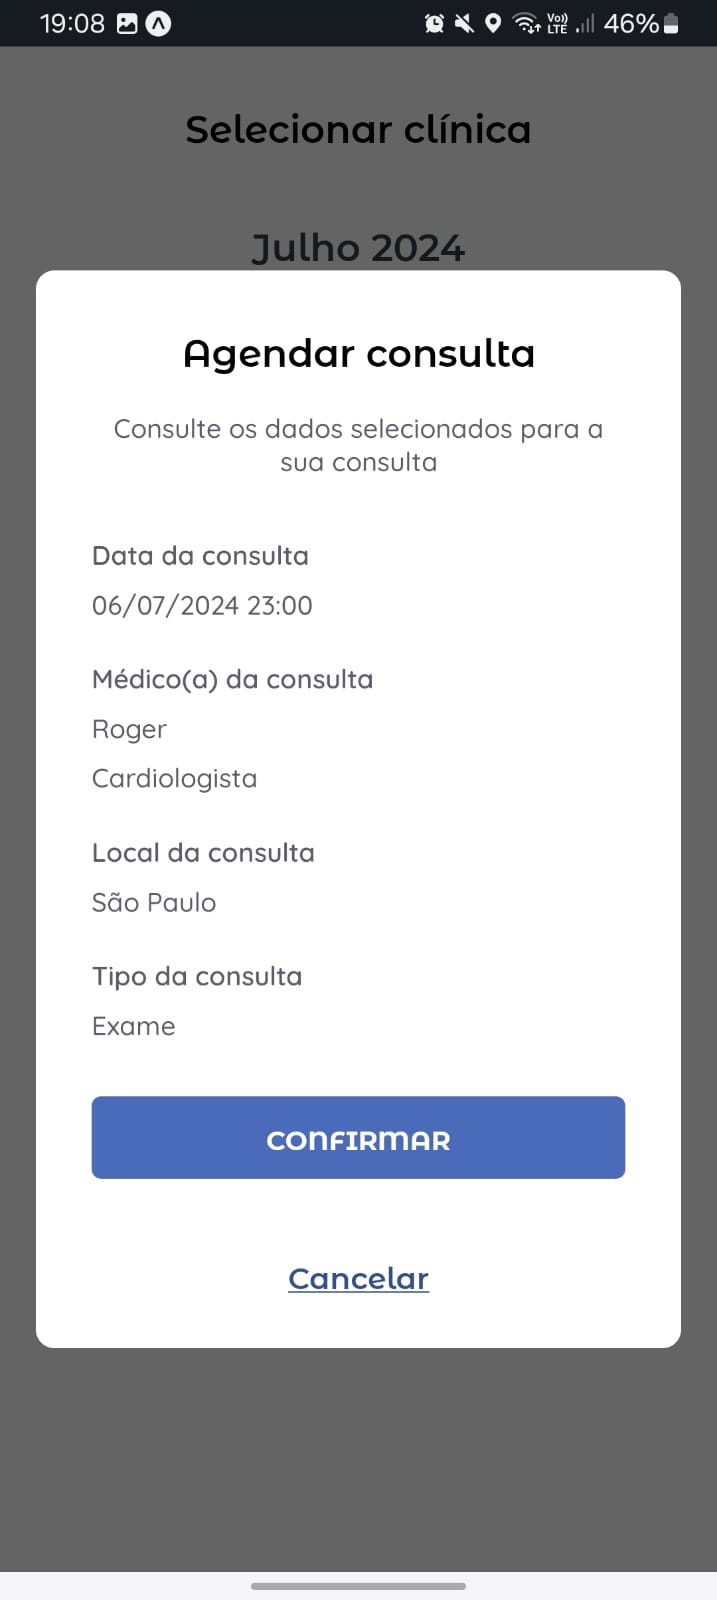 19:08
Vo))
LTE
46%
Selecionar clínica
Julho 2024
Agendar consulta
Consulte os dados selecionados para a
sua consulta
Data da consulta
06/07/2024 23:00
Médico(a) da consulta
Roger
Cardiologista
Local da consulta
São Paulo
Tipo da consulta
Exame
CONFIRMAR
Cancelar